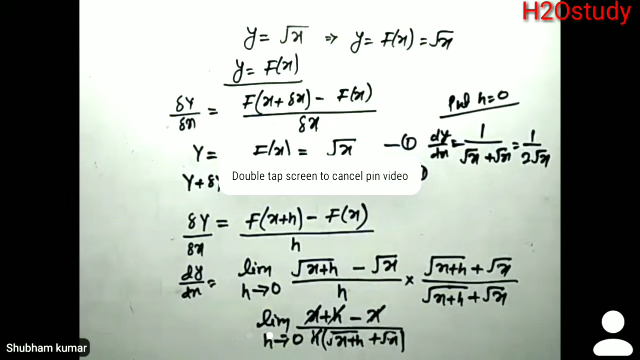 H2Ostudy
y = √x ⇒ y = F(x) = √x
y = F(x)
δY/δx = (F(x+δx) - F(x))/δx
Put h=0
Y = F(x) = √x —①
dy/dx = 1/(√x+√x) = 1/(2√x)
Y+δy
Double tap screen to cancel pin video
δY/δx = (F(x+h) - F(x))/h
dy/dx = lim h→0 (√x+h - √x)/h × (√x+h + √x)/(√x+h + √x)
lim h→0 (x+h-x)/(h(√x+h + √x))
Shubham kumar